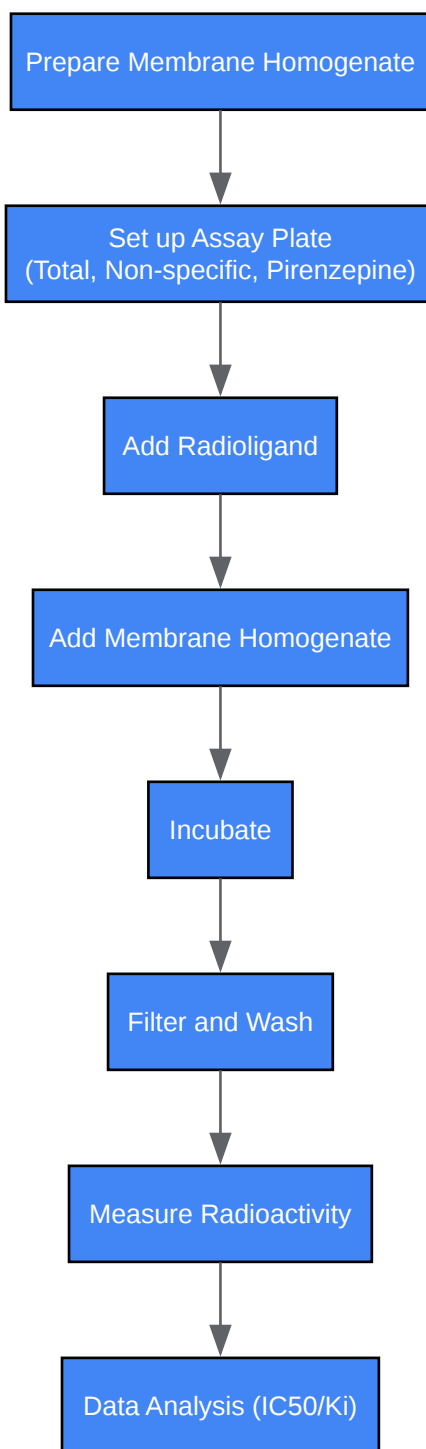 Prepare Membrane Homogenate
Set up Assay Plate
(Total, Non-specific, Pirenzepine)
Add Radioligand
Add Membrane Homogenate
Incubate
Filter and Wash
Measure Radioactivity
Data Analysis (IC50/Ki)